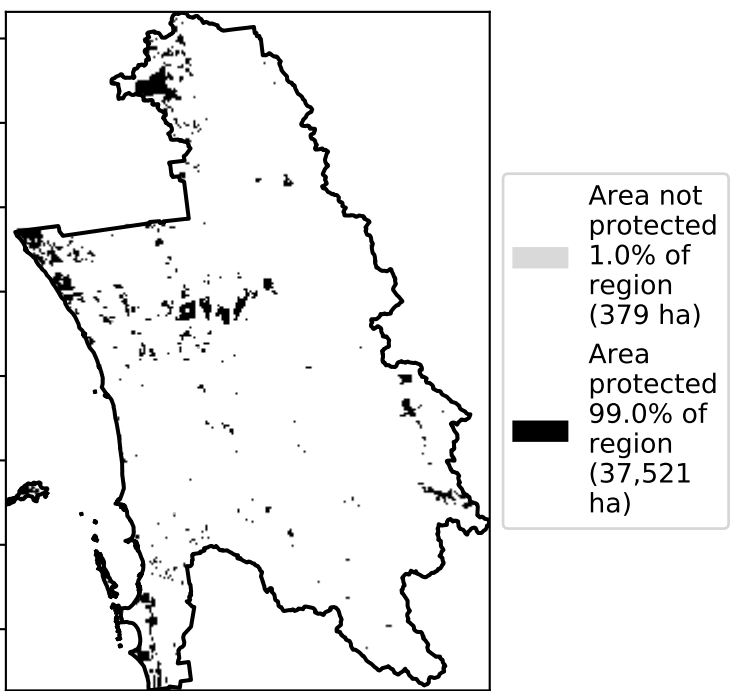 Area not
protected
1.0% of
region
(379 ha)
Area
protected
99.0% of
region
(37,521
ha)